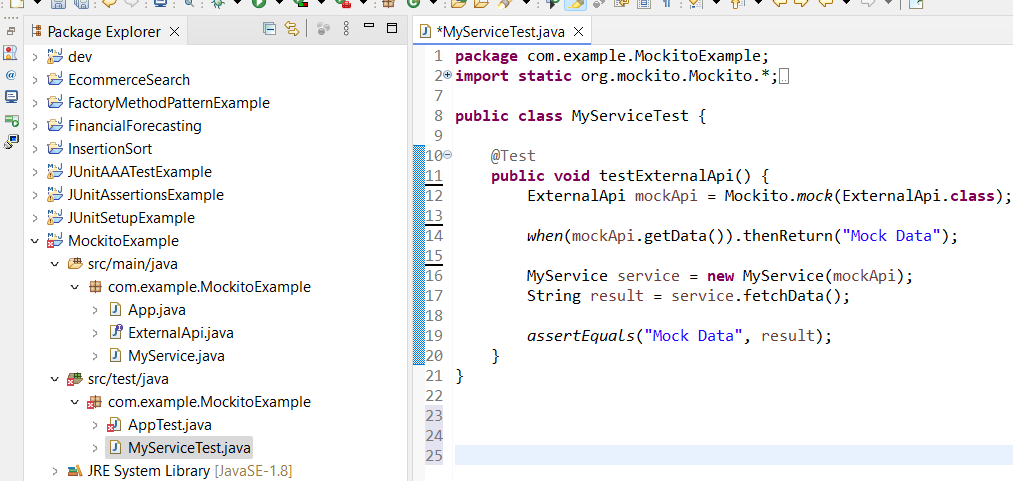 Package Explorer
dev
EcommerceSearch
FactoryMethodPatternExample
FinancialForecasting
InsertionSort
JUnitAAATestExample
JUnitAssertionsExample
JUnitSetupExample
MockitoExample
src/main/java
com.example.MockitoExample
App.java
ExternalApi.java
MyService.java
src/test/java
com.example.MockitoExample
AppTest.java
MyServiceTest.java
JRE System Library [JavaSE-1.8]
*MyServiceTest.java
1 package com.example.MockitoExample;
2 import static org.mockito.Mockito.*;
7
8 public class MyServiceTest {
9
10 @Test
11 public void testExternalApi() {
12 ExternalApi mockApi = Mockito.mock(ExternalApi.class);
13
14 when(mockApi.getData()).thenReturn("Mock Data");
15
16 MyService service = new MyService(mockApi);
17 String result = service.fetchData();
18
19 assertEquals("Mock Data", result);
20 }
21 }
22
23
24
25